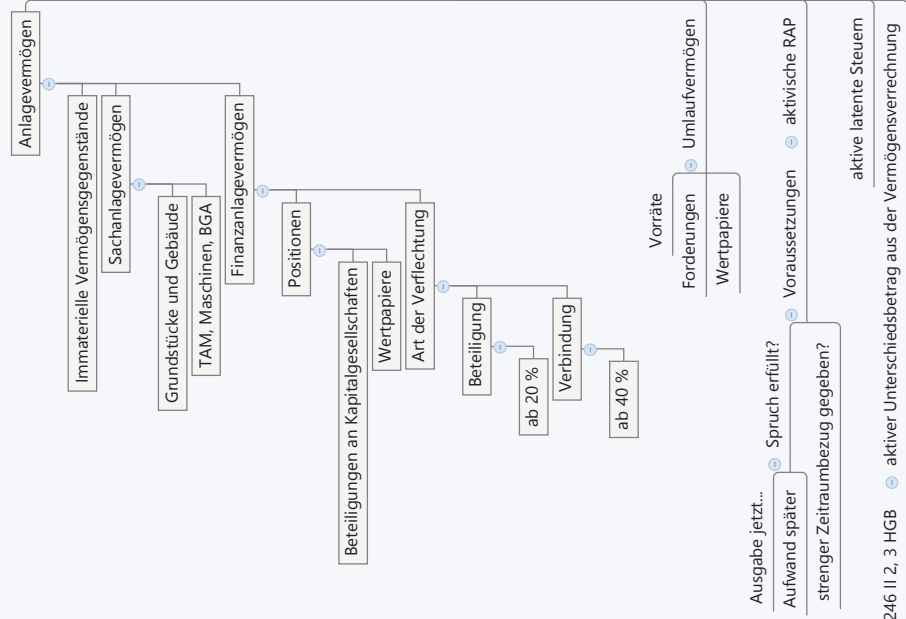 Anlagevermögen
Immaterielle Vermögensgegenstände
Sachanlagevermögen
Grundstücke und Gebäude
TAM, Maschinen, BGA
Finanzanlagevermögen
Positionen
Beteiligungen an Kapitalgesellschaften
Wertpapiere
Art der Verflechtung
Beteiligung
ab 20 %
Verbindung
ab 40 %
Umlaufvermögen
Vorräte
Forderungen
Wertpapiere
aktivische RAP
Voraussetzungen
Spruch erfüllt?
Ausgabe jetzt...
Aufwand später
strenger Zeitraumbezug gegeben?
aktive latente Steuern
aktiver Unterschiedsbetrag aus der Vermögensverrechnung
246 II 2, 3 HGB